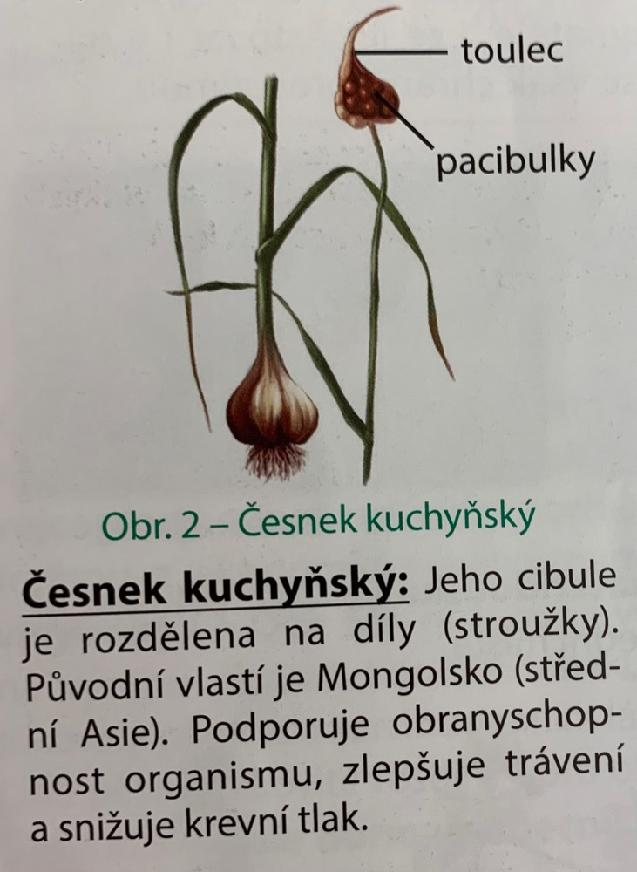 toulec
pacibulky
Obr. 2 – Česnek kuchyňský
Česnek kuchyňský: Jeho cibule
je rozdělena na díly (stroužky).
Původní vlastí je Mongolsko (střed-
ní Asie). Podporuje obranyschop-
nost organismu, zlepšuje trávení
a snižuje krevní tlak.